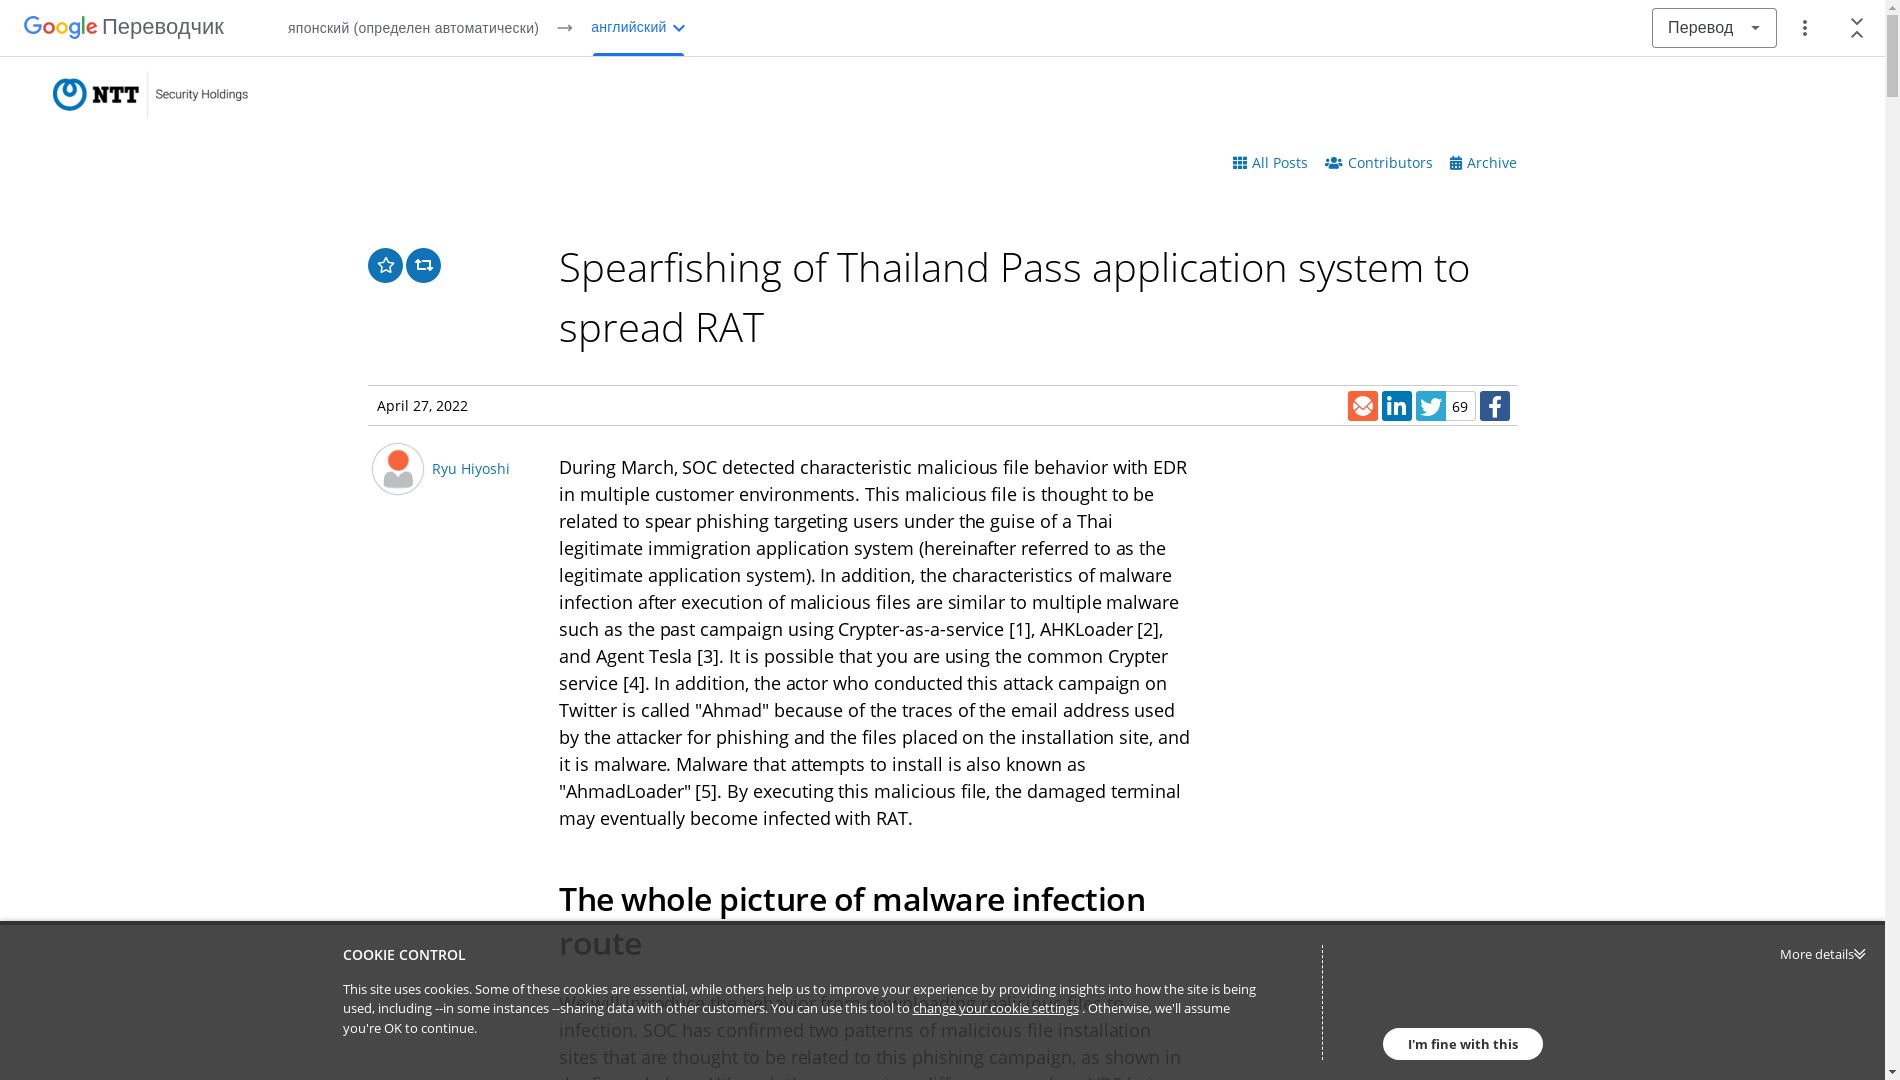 Google Переводчик
японский (определен автоматически) → английский
Перевод
NTT Security Holdings
All Posts Contributors Archive
Spearfishing of Thailand Pass application system to
spread RAT
April 27, 2022
69
Ryu Hiyoshi
During March, SOC detected characteristic malicious file behavior with EDR
in multiple customer environments. This malicious file is thought to be
related to spear phishing targeting users under the guise of a Thai
legitimate immigration application system (hereinafter referred to as the
legitimate application system). In addition, the characteristics of malware
infection after execution of malicious files are similar to multiple malware
such as the past campaign using Crypter-as-a-service [1], AHKLoader [2],
and Agent Tesla [3]. It is possible that you are using the common Crypter
service [4]. In addition, the actor who conducted this attack campaign on
Twitter is called "Ahmad" because of the traces of the email address used
by the attacker for phishing and the files placed on the installation site, and
it is malware. Malware that attempts to install is also known as
"AhmadLoader" [5]. By executing this malicious file, the damaged terminal
may eventually become infected with RAT.
The whole picture of malware infection
route
We will introduce the behavior from downloading malicious files to
infection. SOC has confirmed two patterns of malicious file installation
sites that are thought to be related to this phishing campaign, as shown in
COOKIE CONTROL
This site uses cookies. Some of these cookies are essential, while others help us to improve your experience by providing insights into how the site is being
used, including --in some instances --sharing data with other customers. You can use this tool to change your cookie settings . Otherwise, we'll assume
you're OK to continue.
More details
I'm fine with this